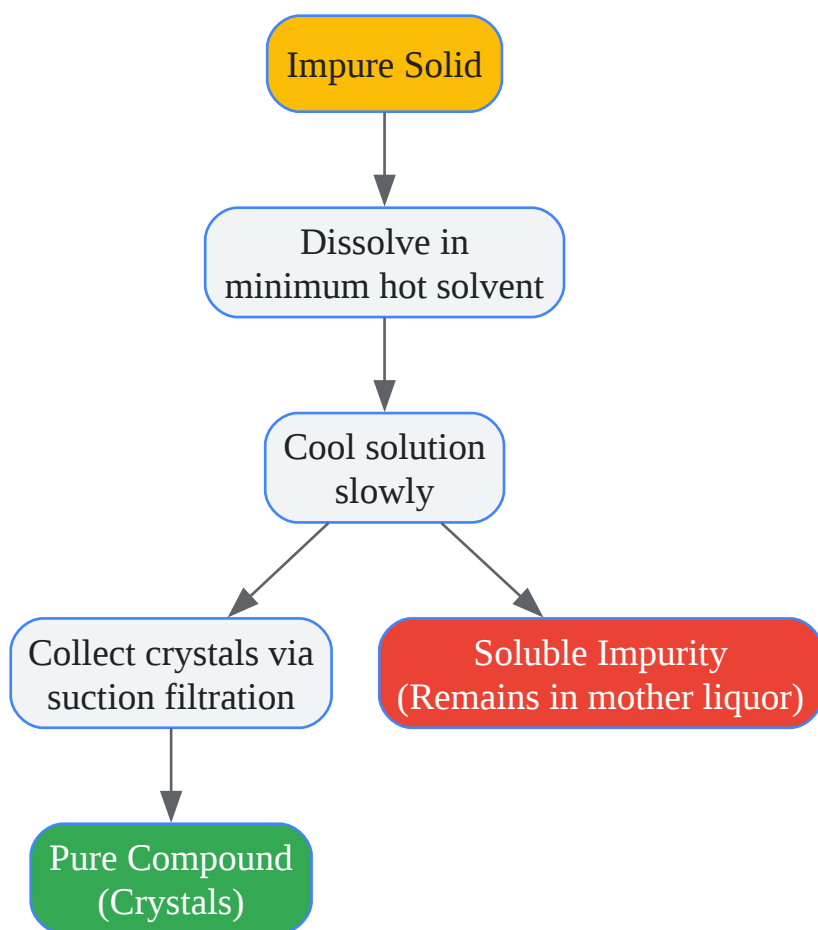 Impure Solid
Dissolve in
minimum hot solvent
Cool solution
slowly
Collect crystals via
suction filtration
Soluble Impurity
(Remains in mother liquor)
Pure Compound
(Crystals)